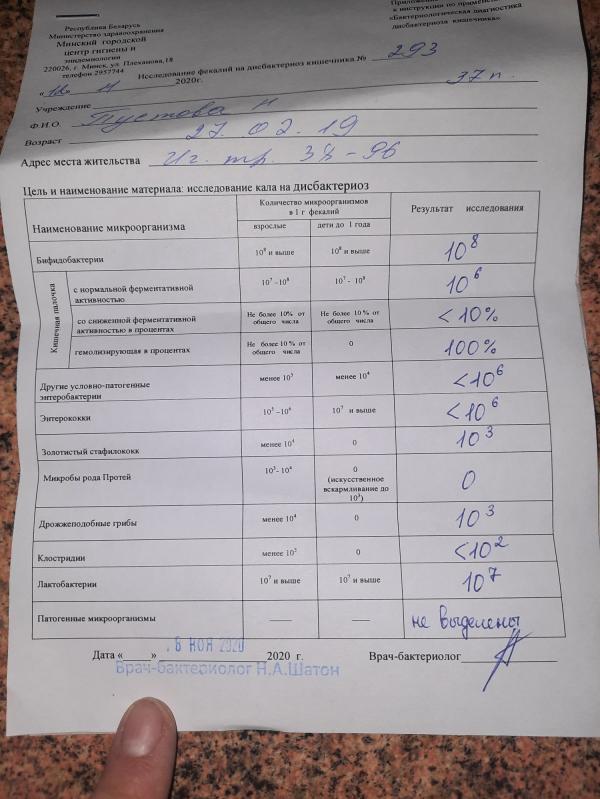 Республика Беларусь
Министерство здравоохранения
Минский городской
центр гигиены и
эпидемиологии
220026, г. Минск, ул. Плеханова,18
телефон 2957744
к инструкции по
«Бактериологическая диагностика
дисбактериоза кишечника»
Исследование фекалий на дисбактериоз кишечника № 293
«12» 11 2020г. 37 п.
Учреждение
Ф.И.О. Пустова Н
Возраст 27.02.19
Адрес места жительства
Цель и наименование материала: исследование кала на дисбактериоз
Наименование микроорганизма
Количество микроорганизмов
в 1 г фекалий
Результат исследования
взрослые дети до 1 года
Бифидобактерии 10⁸ и выше 10⁸ и выше 10⁸
Кишечная палочка
с нормальной ферментативной активностью 10⁷ -10⁸ 10⁷ - 10⁸ 10⁶
со сниженной ферментативной активностью в процентах Не более 10% от общего числа Не более 10% от общего числа <10%
гемолизирующая в процентах Не более 10% от общего числа 0 100%
Другие условно-патогенные энтеробактерии менее 10⁵ менее 10⁴ <10⁶
Энтерококки 10⁵ -10⁶ 10⁷ и выше <10⁶
Золотистый стафилококк менее 10⁴ 0 10³
Микробы рода Протей 0 (искусственное вскармливание до 0
Дрожжеподобные грибы менее 10⁴ 0 10³
Клостридии менее 10⁵ 0 <10²
Лактобактерии 10⁷ и выше 10⁷ и выше 10⁷
Патогенные микроорганизмы — — не выделены
Дата «___» 6 НОЯ 2020 2020 г. Врач-бактериолог
Врач-бактериолог Н.А.Шатон